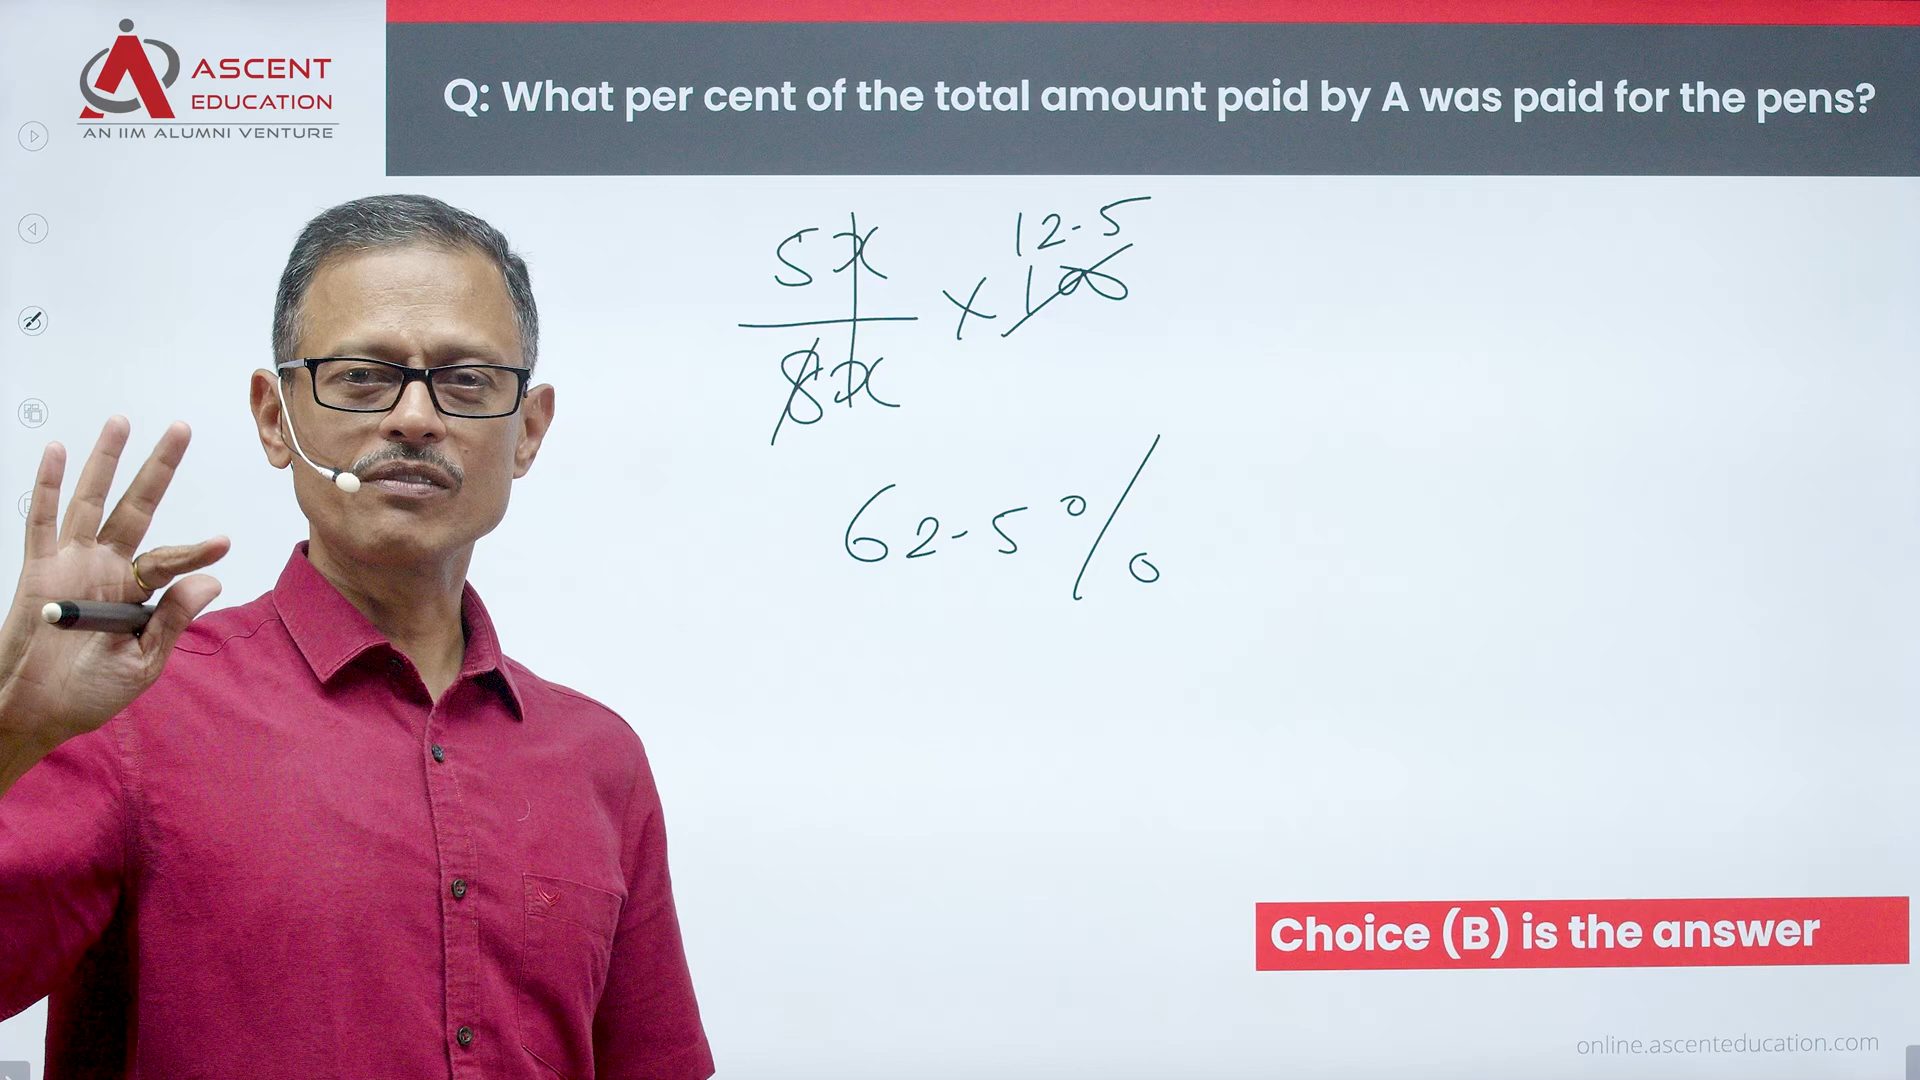 ASCENT
EDUCATION
AN IIM ALUMNI VENTURE
Q: What per cent of the total amount paid by A was paid for the pens?
12.5
5x
× 100
8x
62.5%
Choice (B) is the answer
online.ascenteducation.com